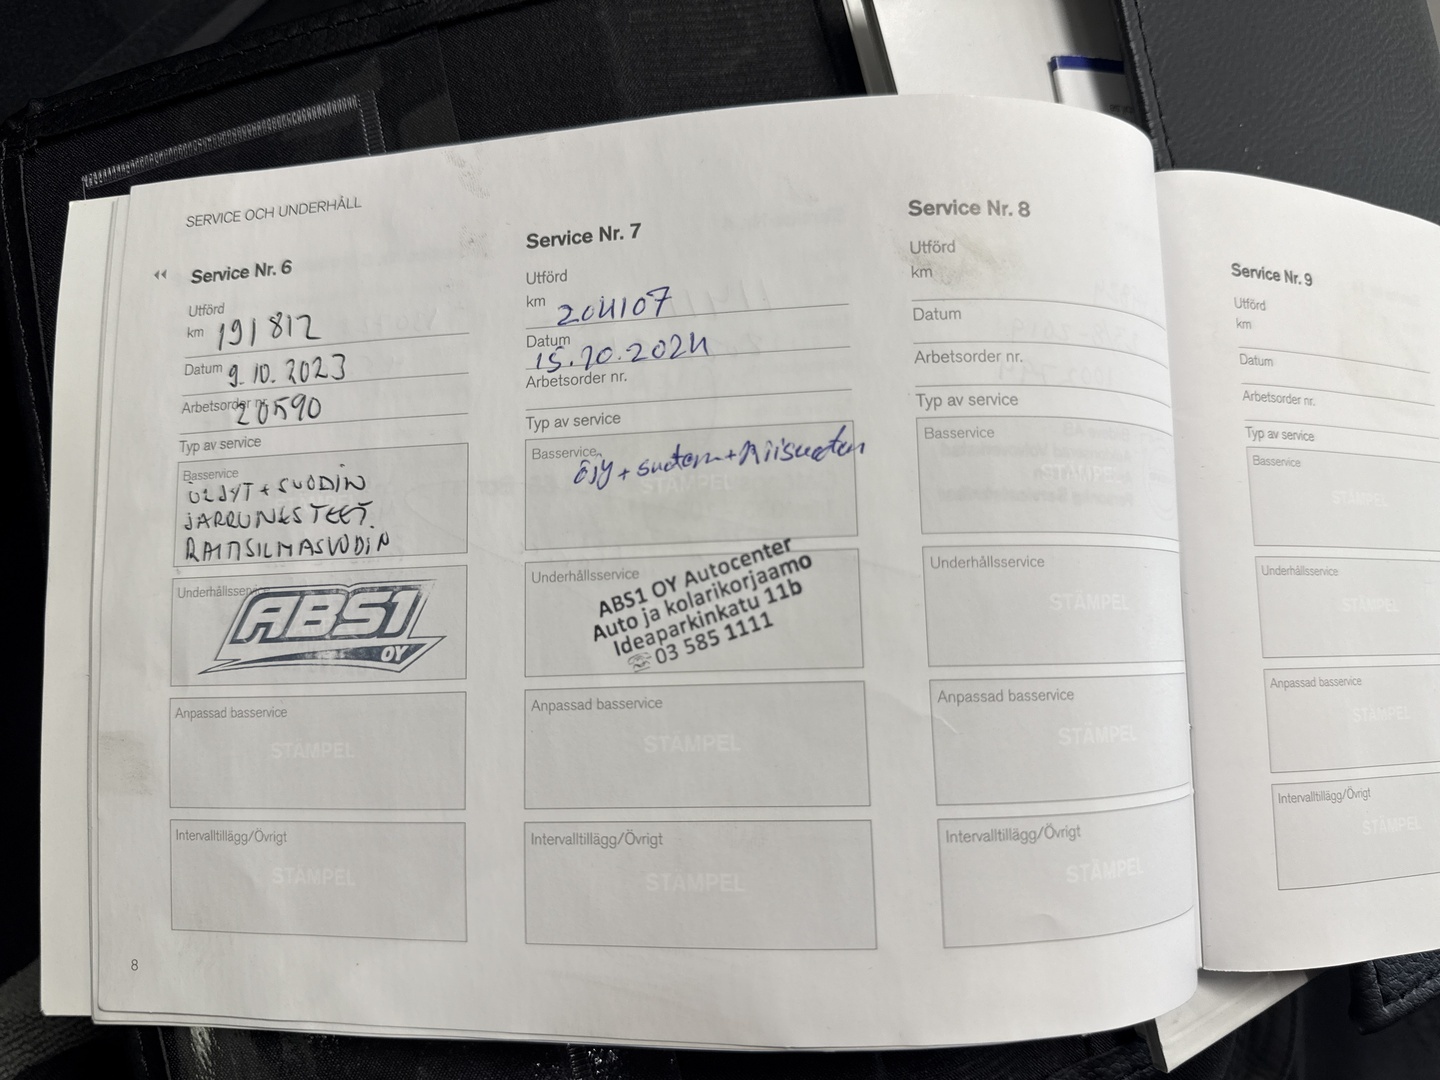 SERVICE OCH UNDERHÅLL
Service Nr. 6
Utförd
km 191812
Datum 9.10.2023
Arbetsorder nr. 20590
Typ av service
Basservice
ÖLJYT + SUODIN
JARRUNESTEET.
RAITISILMASUODIN
Underhållsservice
ABS1
OY
Anpassad basservice
STÄMPEL
Intervalltillägg/Övrigt
STÄMPEL
8
Service Nr. 7
Utförd
km 204107
Datum
15.10.2024
Arbetsorder nr.
Typ av service
Basservice
öljy + suodatin +
STÄMPEL
Underhållsservice
ABS1 OY Autocenter
Auto ja kolarikorjaamo
Ideaparkinkatu 11b
03 585 1111
Anpassad basservice
STÄMPEL
Intervalltillägg/Övrigt
STÄMPEL
Service Nr. 8
Utförd
km
Datum
Arbetsorder nr.
Typ av service
Basservice
STÄMPEL
Underhållsservice
STÄMPEL
Anpassad basservice
STÄMPEL
Intervalltillägg/Övrigt
STÄMPEL
Service Nr. 9
Utförd
km
Datum
Arbetsorder nr.
Typ av service
Basservice
STÄMPEL
Underhållsservice
STÄMPEL
Anpassad basservice
STÄMPEL
Intervalltillägg/Övrigt
STÄMPEL